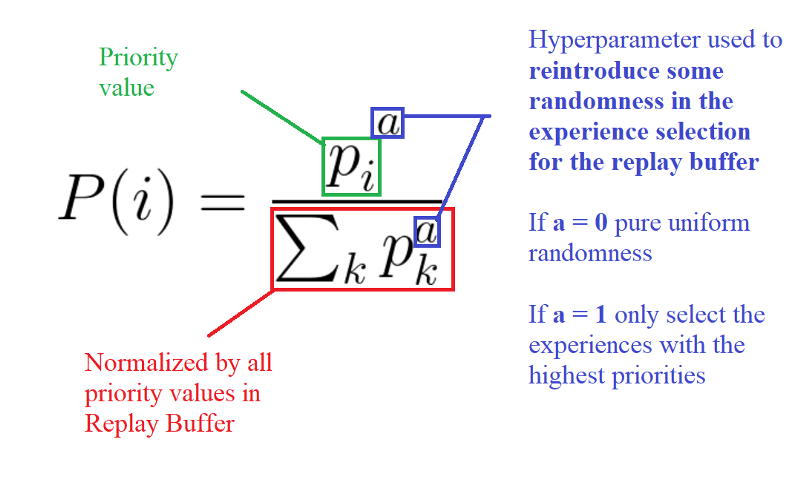 Priority
value
P(i) = p_i^a / ∑_k p_k^a
Normalized by all
priority values in
Replay Buffer
Hyperparameter used to
reintroduce some
randomness in the
experience selection
for the replay buffer
If a = 0 pure uniform
randomness
If a = 1 only select the
experiences with the
highest priorities